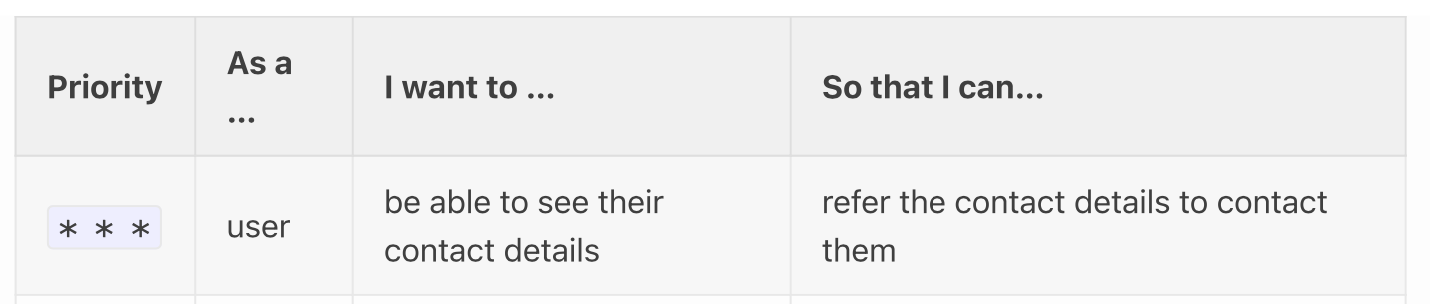 Priority
As a
...
I want to ...
So that I can...
* * *
user
be able to see their
contact details
refer the contact details to contact
them